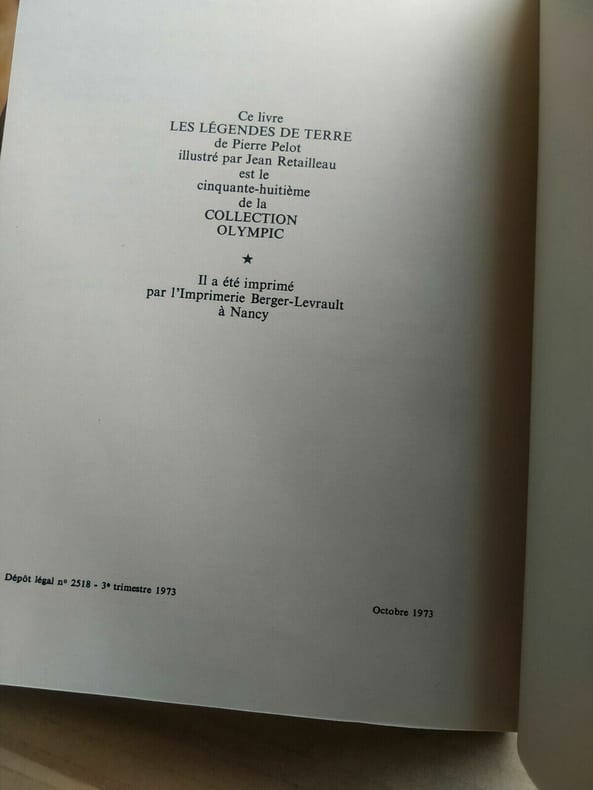 Ce livre
LES LÉGENDES DE TERRE
de Pierre Pelot
illustré par Jean Retailleau
est le
cinquante-huitième
de la
COLLECTION
OLYMPIC
★
Il a été imprimé
par l'Imprimerie Berger-Levrault
à Nancy
Dépôt légal nº 2518 - 3ᵉ trimestre 1973
Octobre 1973